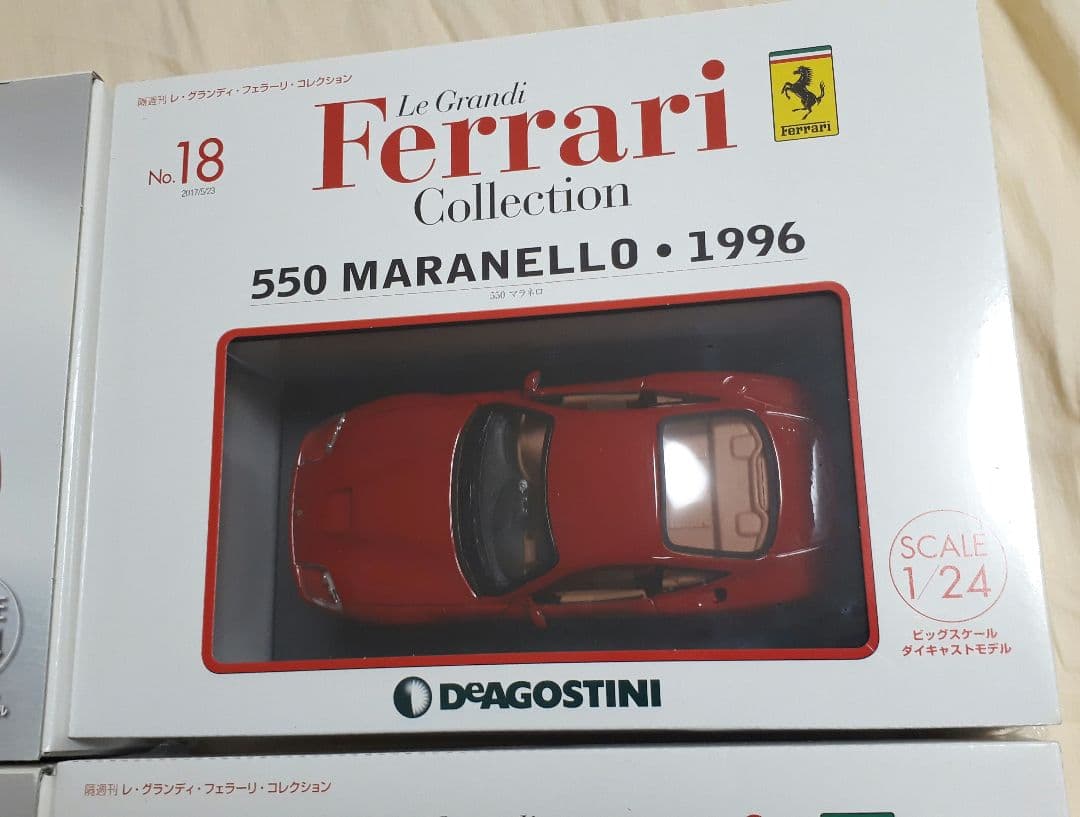 隔週刊 レ・グランディ・フェラーリ・コレクション
Le Grandi
Ferrari
Collection
Ferrari
No.18
2017/5/23
550 MARANELLO • 1996
550 マラネロ
SCALE
1/24
ビッグスケール
ダイキャストモデル
DeAGOSTINI
隔週刊 レ・グランディ・フェラーリ・コレクション